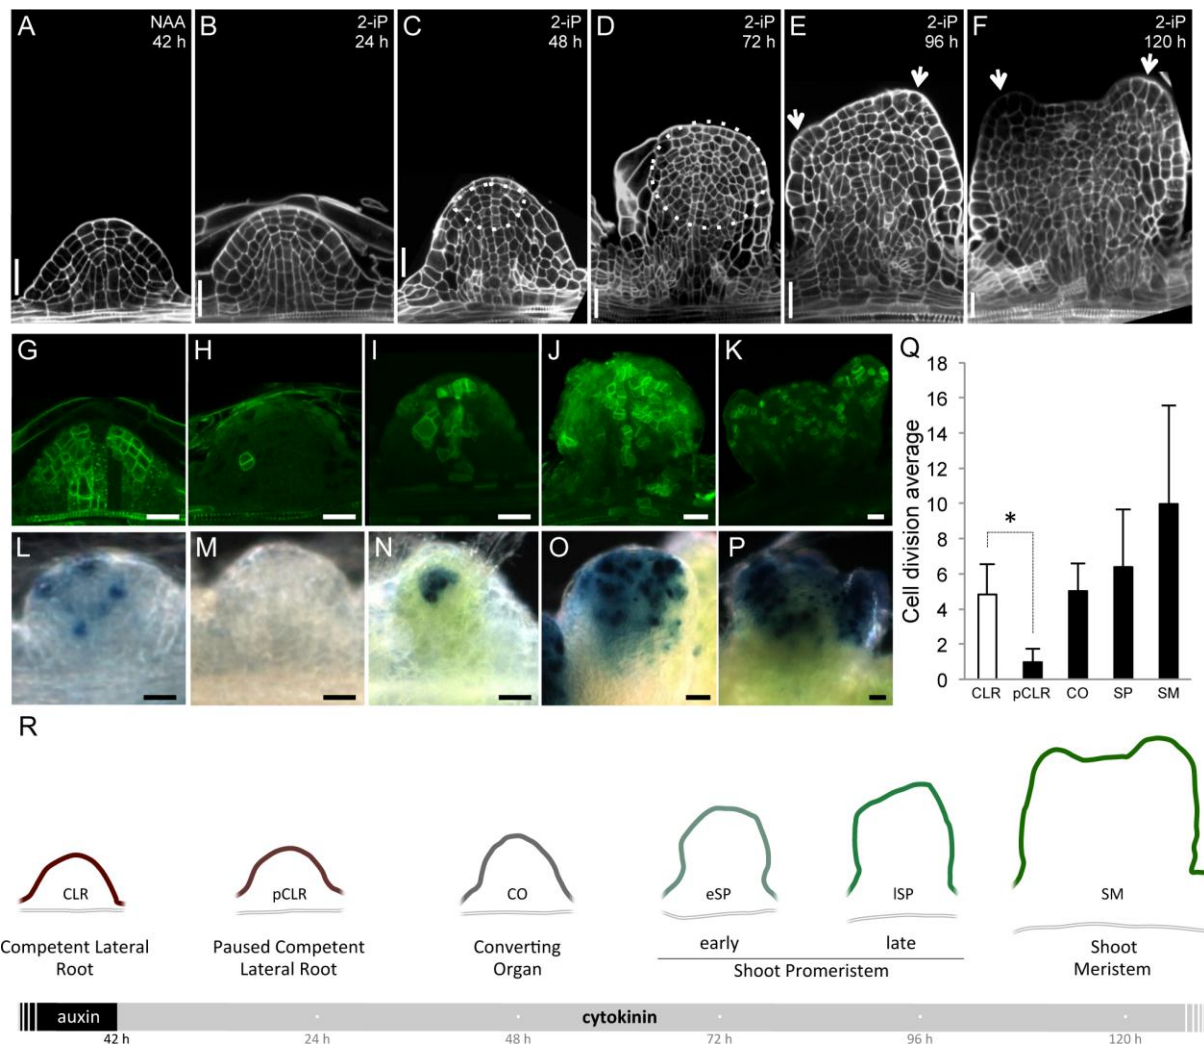 A
NAA
42 h
B
2-iP
24 h
C
2-iP
48 h
D
2-iP
72 h
E
2-iP
96 h
F
2-iP
120 h
G
H
I
J
K
L
M
N
O
P
Q
Cell division average
18
16
14
12
10
8
6
4
2
0
*
CLR
pCLR
CO
SP
SM
R
CLR
pCLR
CO
eSP
lSP
SM
Competent Lateral
Root
Paused Competent
Lateral Root
Converting
Organ
early
late
Shoot Promeristem
Shoot
Meristem
auxin
cytokinin
42 h
24 h
48 h
72 h
96 h
120 h